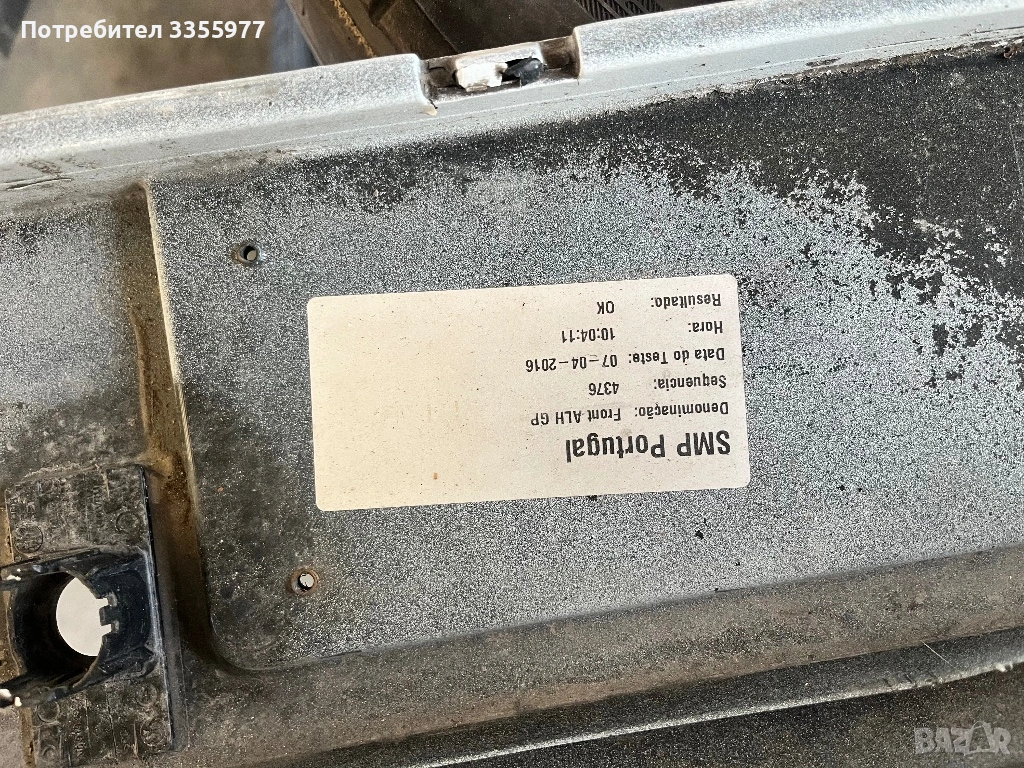 Потребител 3355977
SMP Portugal
Denominação: Front ALH GP
Sequencia: 4376
Data do Teste: 07-04-2016
Hora: 10:04:11
Resultado: OK
BAZAR